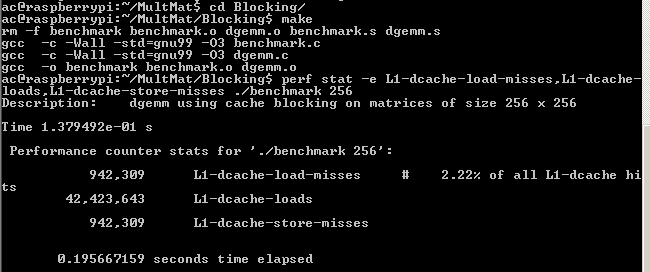 ac@raspberrypi:~/MultMat$ cd Blocking/
ac@raspberrypi:~/MultMat/Blocking$ make
rm -f benchmark benchmark.o dgemm.o benchmark.s dgemm.s
gcc  -c -Wall -std=gnu99 -O3 benchmark.c
gcc  -c -Wall -std=gnu99 -O3 dgemm.c
gcc  -o benchmark benchmark.o dgemm.o
ac@raspberrypi:~/MultMat/Blocking$ perf stat -e L1-dcache-load-misses,L1-dcache-
loads,L1-dcache-store-misses ./benchmark 256
Description:    dgemm using cache blocking on matrices of size 256 x 256
Time 1.379492e-01 s
Performance counter stats for './benchmark 256':
942,309      L1-dcache-load-misses     #    2.22% of all L1-dcache hi
ts
42,423,643      L1-dcache-loads
942,309      L1-dcache-store-misses
0.195667159 seconds time elapsed